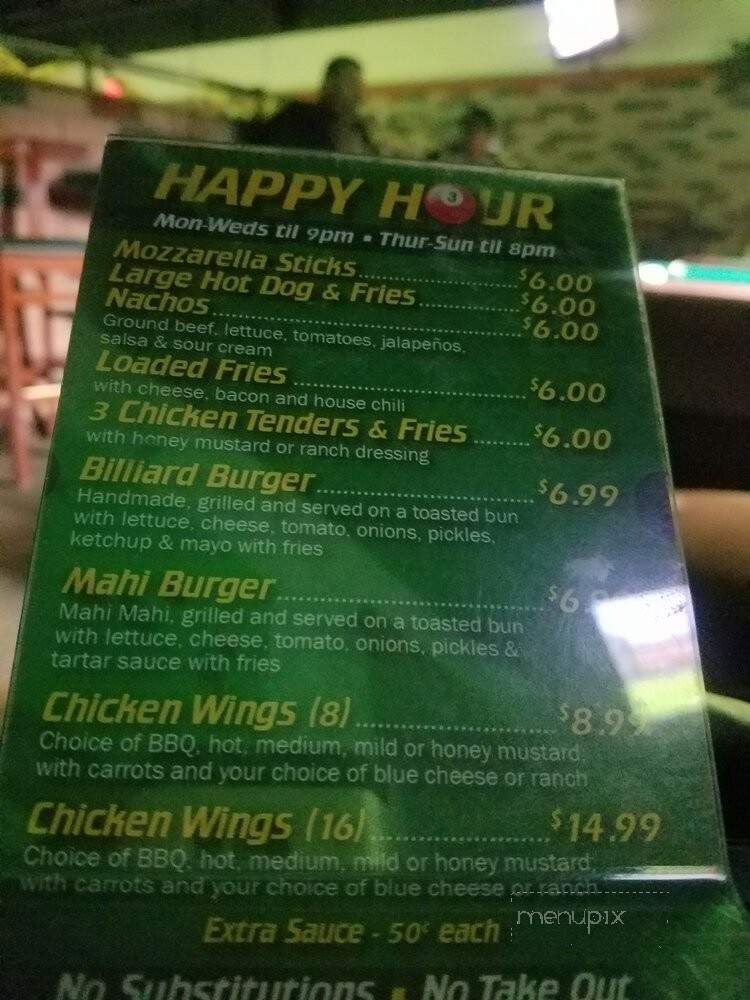 HAPPY HOUR
3
Mon-Weds til 9pm • Thur-Sun til 8pm
Mozzarella Sticks........................$6.00
Large Hot Dog & Fries...............$6.00
Nachos..............................................$6.00
Ground beef, lettuce, tomatoes, jalapeños,
salsa & sour cream
Loaded Fries...................................$6.00
with cheese, bacon and house chili
3 Chicken Tenders & Fries........$6.00
with honey mustard or ranch dressing
Billiard Burger................................$6.99
Handmade, grilled and served on a toasted bun
with lettuce, cheese, tomato, onions, pickles,
ketchup & mayo with fries
Mahi Burger.......................................$6
Mahi Mahi, grilled and served on a toasted bun
with lettuce, cheese, tomato, onions, pickles &
tartar sauce with fries
Chicken Wings (8)............................$8.99
Choice of BBQ, hot, medium, mild or honey mustard,
with carrots and your choice of blue cheese or ranch
Chicken Wings (16)........................$14.99
Choice of BBQ, hot, medium, mild or honey mustard,
with carrots and your choice of blue cheese or ranch
menupix
Extra Sauce - 50¢ each
No Substitutions • No Take Out